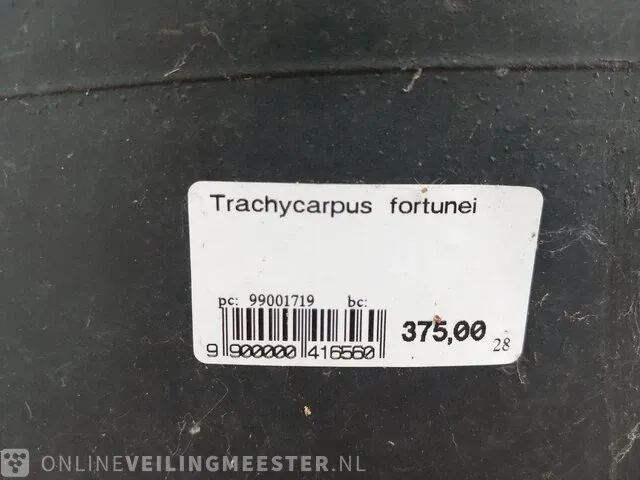 Trachycarpus fortunei
pc: 99001719 bc:
375,00
9 900000 416560
28
ONLINEVEILINGMEESTER.NL